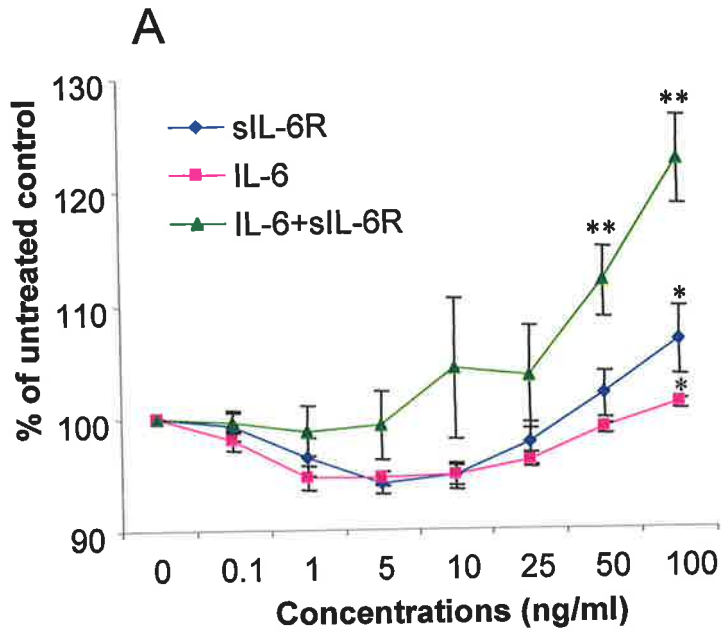 A
130
120
110
100
90
% of untreated control
sIL-6R
IL-6
IL-6+sIL-6R
**
**
*
*
0 0.1 1 5 10 25 50 100
Concentrations (ng/ml)